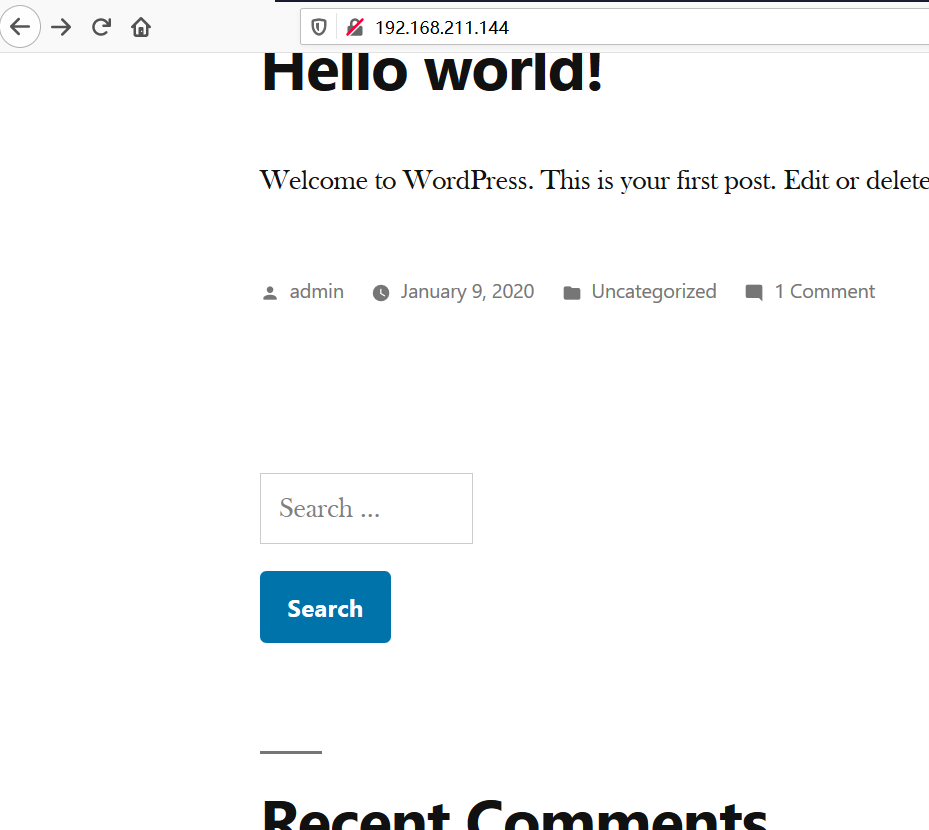 192.168.211.144
Hello world!
Welcome to WordPress. This is your first post. Edit or delete
admin January 9, 2020 Uncategorized 1 Comment
Search ...
Search
Recent Comments